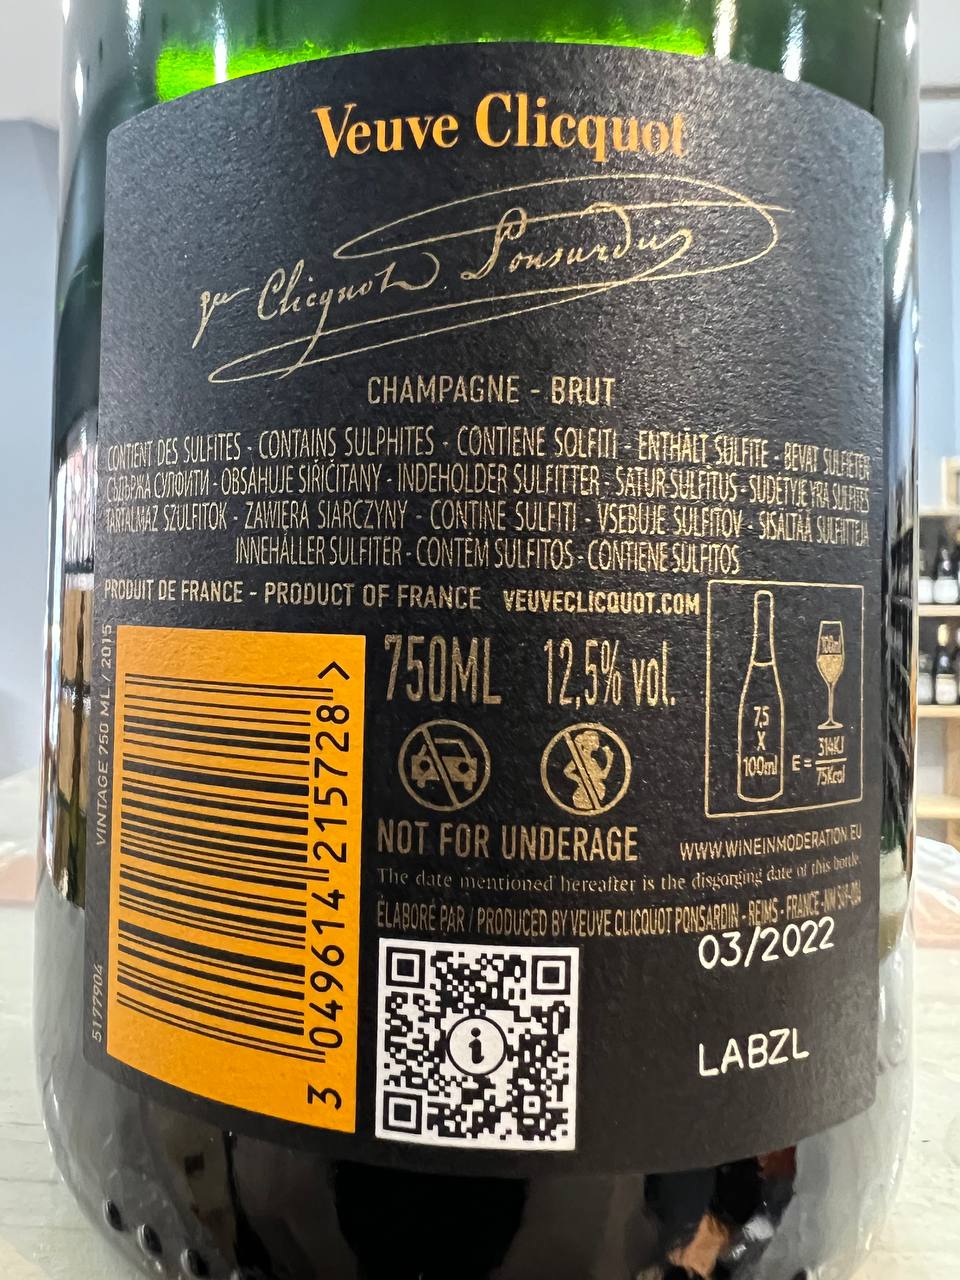 Veuve Clicquot
Clicquot Ponsardin
CHAMPAGNE - BRUT
CONTIENT DES SULFITES - CONTAINS SULPHITES - CONTIENE SOLFITI - ENTHÄLT SULFITE - BEVAT SULFIETEN
СЪДЪРЖА СУЛФИТИ - OBSAHUJE SIŘIČITANY - INDEHOLDER SULFITTER - SATUR SULFITUS - SUDETYJE YRA SULFITES
TARTALMAZ SZULFITOK - ZAWIERA SIARCZYNY - CONTINE SULFITI - VSEBUJE SULFITOV - SISÄLTÄÄ SULFIITTEJA
INNEHÅLLER SULFITER - CONTÉM SULFITOS - CONTIENE SULFITOS
PRODUIT DE FRANCE - PRODUCT OF FRANCE VEUVECLICQUOT.COM
750ML 12,5% vol.
7,5
X
100ml
100ml
E = 314KJ
75Kcal
NOT FOR UNDERAGE
WWW.WINEINMODERATION.EU
The date mentioned hereafter is the disgorging date of this bottle.
ÉLABORÉ PAR / PRODUCED BY VEUVE CLICQUOT PONSARDIN - REIMS - FRANCE - NM-549-004
03/2022
LABZL
VINTAGE 750 ML / 2015
5177904
3 049614 215728 >
i